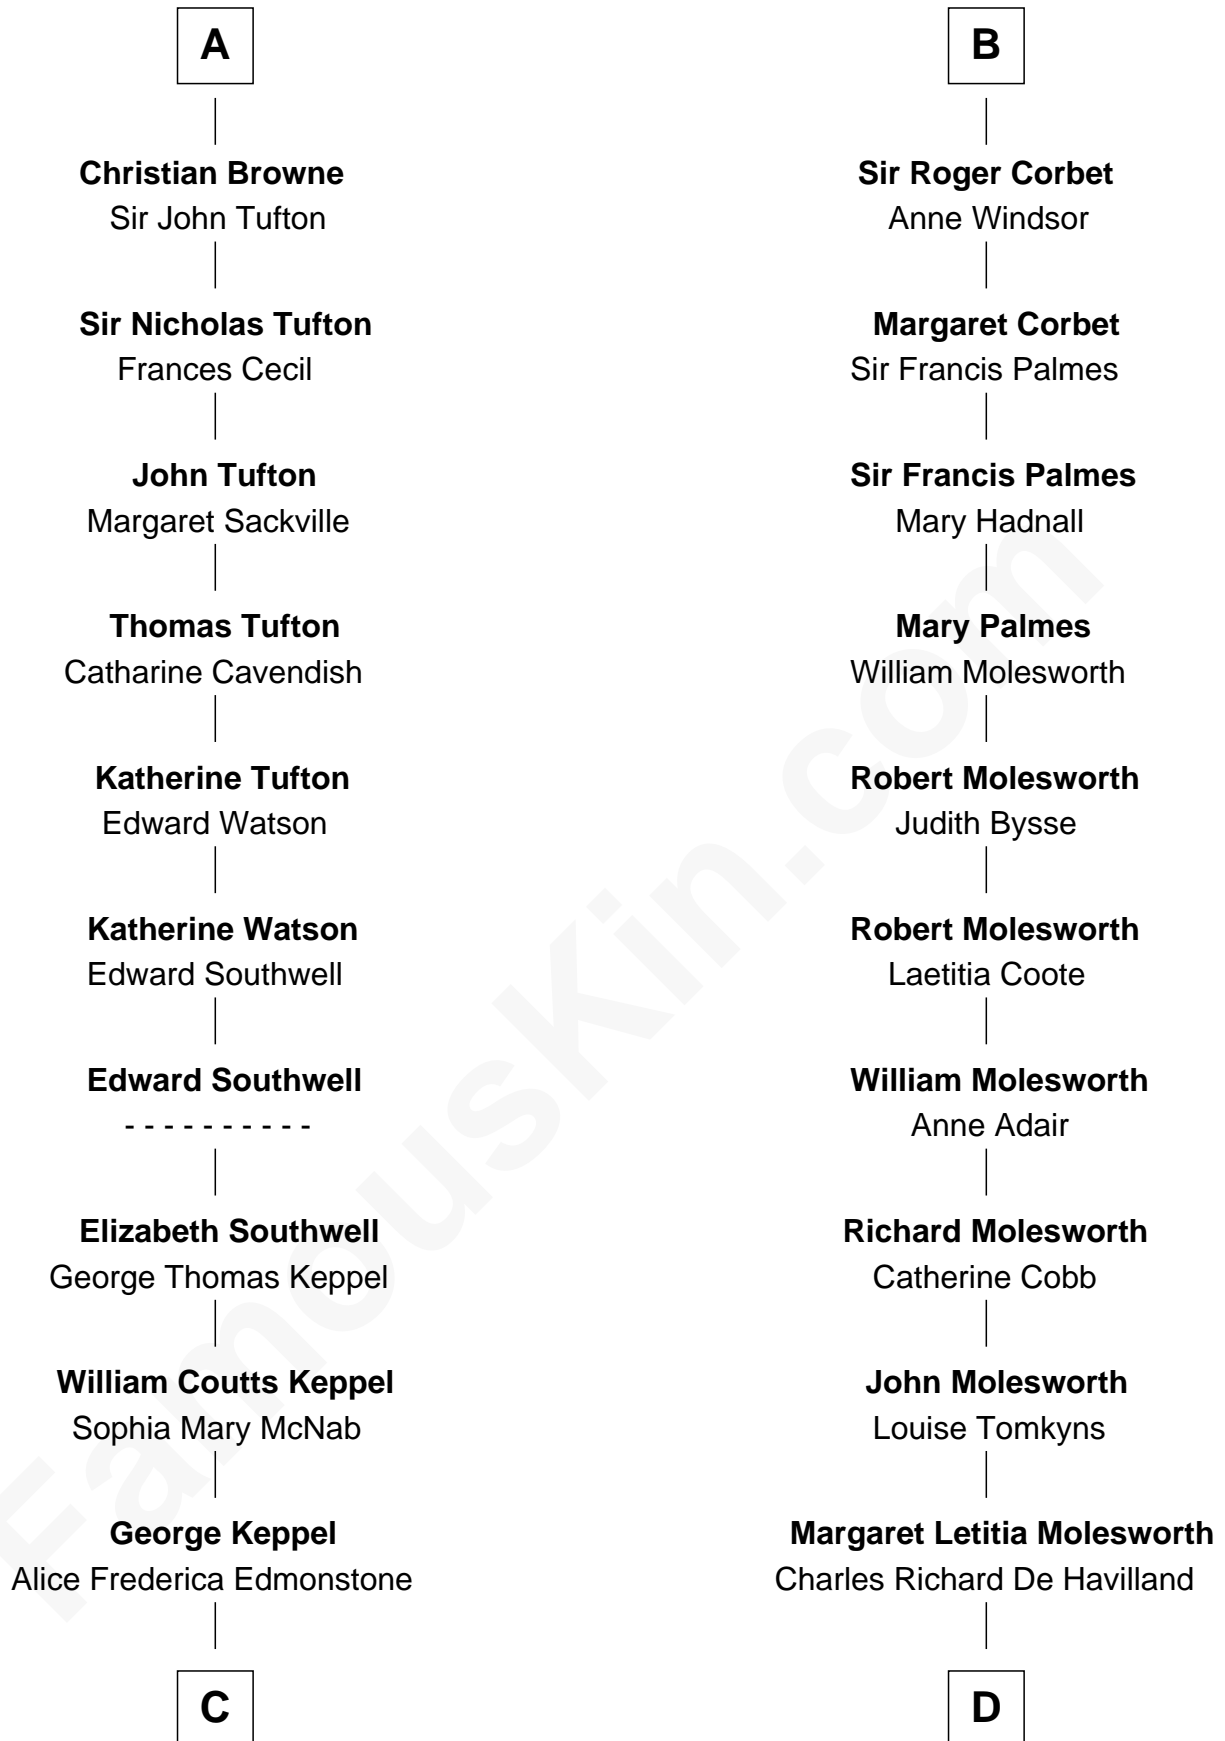 A
Christian Browne
Sir John Tufton
Sir Nicholas Tufton
Frances Cecil
John Tufton
Margaret Sackville
Thomas Tufton
Catharine Cavendish
Katherine Tufton
Edward Watson
Katherine Watson
Edward Southwell
Edward Southwell
- - - - - - - - - -
Elizabeth Southwell
George Thomas Keppel
William Coutts Keppel
Sophia Mary McNab
George Keppel
Alice Frederica Edmonstone
C
B
Sir Roger Corbet
Anne Windsor
Margaret Corbet
Sir Francis Palmes
Sir Francis Palmes
Mary Hadnall
Mary Palmes
William Molesworth
Robert Molesworth
Judith Bysse
Robert Molesworth
Laetitia Coote
William Molesworth
Anne Adair
Richard Molesworth
Catherine Cobb
John Molesworth
Louise Tomkyns
Margaret Letitia Molesworth
Charles Richard De Havilland
D
FamousKin.com